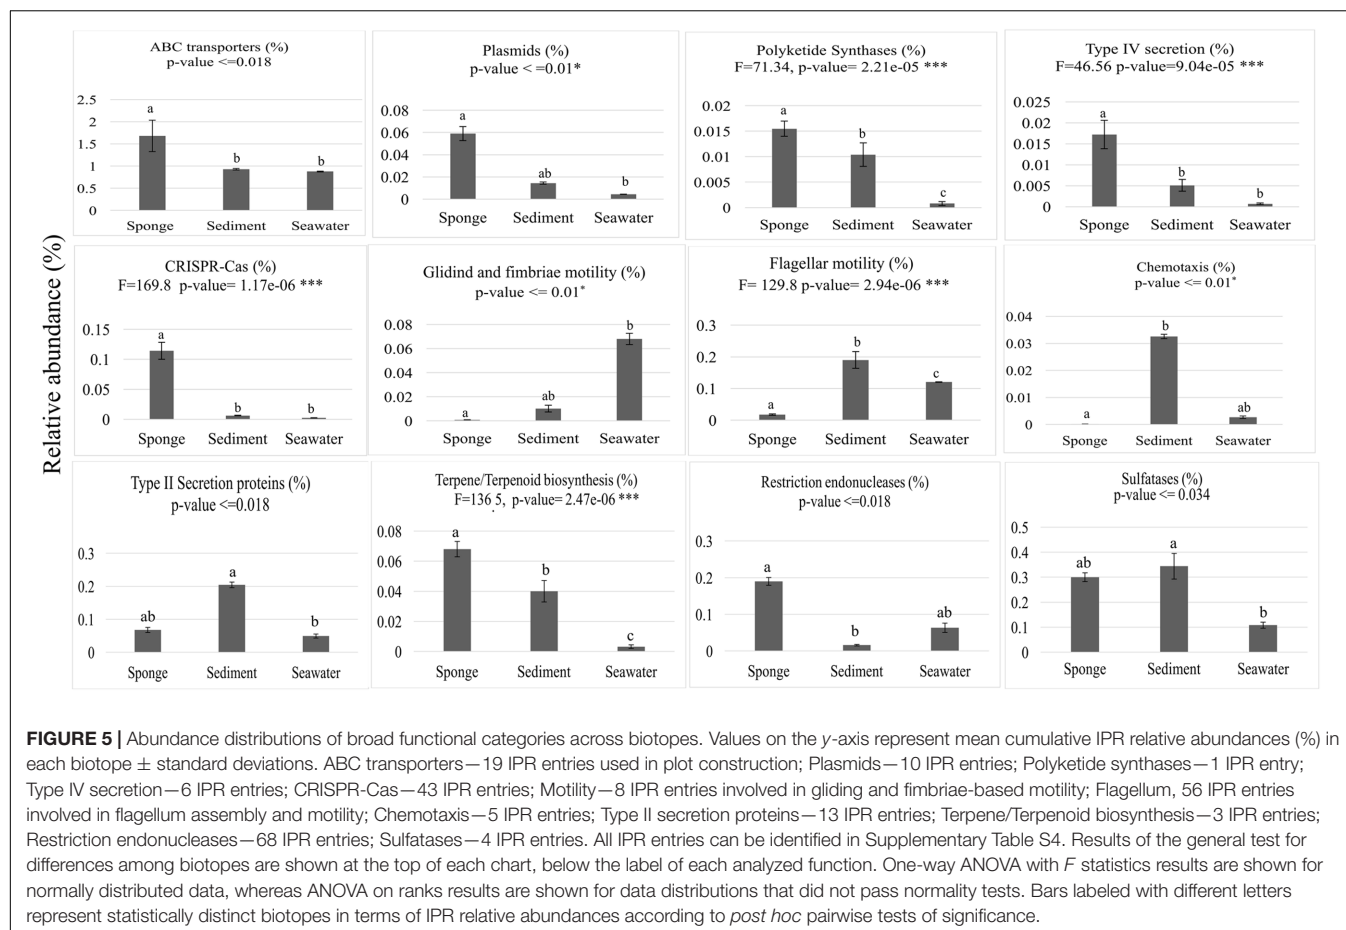 Relative abundance (%)
ABC transporters (%)
p-value <=0.018
2.5
2
1.5
1
0.5
0
a
b
b
Sponge Sediment Seawater
Plasmids (%)
p-value < =0.01*
0.08
0.06
0.04
0.02
0
a
ab
b
Sponge Sediment Seawater
Polyketide Synthases (%)
F=71.34, p-value= 2.21e-05 ***
0.02
0.015
0.01
0.005
0
a
b
c
Sponge Sediment Seawater
Type IV secretion (%)
F=46.56 p-value=9.04e-05 ***
0.025
0.02
0.015
0.01
0.005
0
a
b
b
Sponge Sediment Seawater
CRISPR-Cas (%)
F=169.8 p-value= 1.17e-06 ***
0.15
0.1
0.05
0
a
b
b
Sponge Sediment Seawater
Glidind and fimbriae motility (%)
p-value <= 0.01*
0.08
0.06
0.04
0.02
0
a
ab
b
Sponge Sediment Seawater
Flagellar motility (%)
F= 129.8 p-value= 2.94e-06 ***
0.3
0.2
0.1
0
a
b
c
Sponge Sediment Seawater
Chemotaxis (%)
p-value <= 0.01*
0.04
0.03
0.02
0.01
0
a
b
ab
Sponge Sediment Seawater
Type II Secretion proteins (%)
p-value <=0.018
0.3
0.2
0.1
0
ab
a
b
Sponge Sediment Seawater
Terpene/Terpenoid biosynthesis (%)
F=136 5, p-value= 2.47e-06 ***
0.08
0.06
0.04
0.02
0
a
b
c
Sponge Sediment Seawater
Restriction endonucleases (%)
p-value <=0.018
0.3
0.2
0.1
0
a
b
ab
Sponge Sediment Seawater
Sulfatases (%)
p-value <= 0.034
0.5
0.4
0.3
0.2
0.1
0
ab
a
b
Sponge Sediment Seawater
FIGURE 5 | Abundance distributions of broad functional categories across biotopes. Values on the y-axis represent mean cumulative IPR relative abundances (%) in
each biotope ± standard deviations. ABC transporters—19 IPR entries used in plot construction; Plasmids—10 IPR entries; Polyketide synthases—1 IPR entry;
Type IV secretion—6 IPR entries; CRISPR-Cas—43 IPR entries; Motility—8 IPR entries involved in gliding and fimbriae-based motility; Flagellum, 56 IPR entries
involved in flagellum assembly and motility; Chemotaxis—5 IPR entries; Type II secretion proteins—13 IPR entries; Terpene/Terpenoid biosynthesis—3 IPR entries;
Restriction endonucleases—68 IPR entries; Sulfatases—4 IPR entries. All IPR entries can be identified in Supplementary Table S4. Results of the general test for
differences among biotopes are shown at the top of each chart, below the label of each analyzed function. One-way ANOVA with F statistics results are shown for
normally distributed data, whereas ANOVA on ranks results are shown for data distributions that did not pass normality tests. Bars labeled with different letters
represent statistically distinct biotopes in terms of IPR relative abundances according to post hoc pairwise tests of significance.